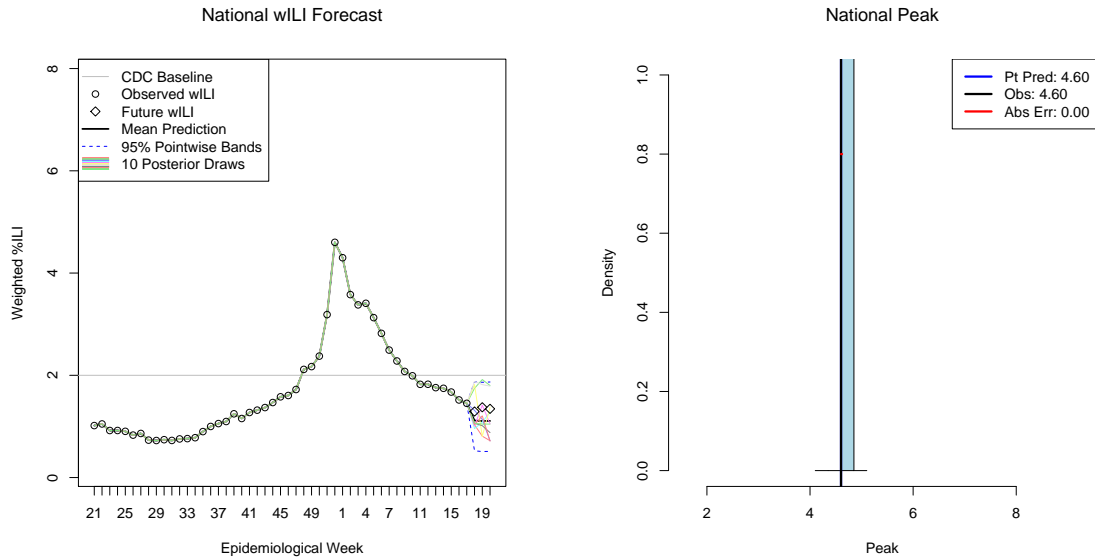 National wILI Forecast
CDC Baseline
Observed wILI
Future wILI
Mean Prediction
95% Pointwise Bands
10 Posterior Draws
Weighted %ILI
8
6
4
2
0
21 25 29 33 37 41 45 49 1 4 7 11 15 19
Epidemiological Week
National Peak
Pt Pred: 4.60
Obs: 4.60
Abs Err: 0.00
Density
1.0
0.8
0.6
0.4
0.2
0.0
2 4 6 8
Peak